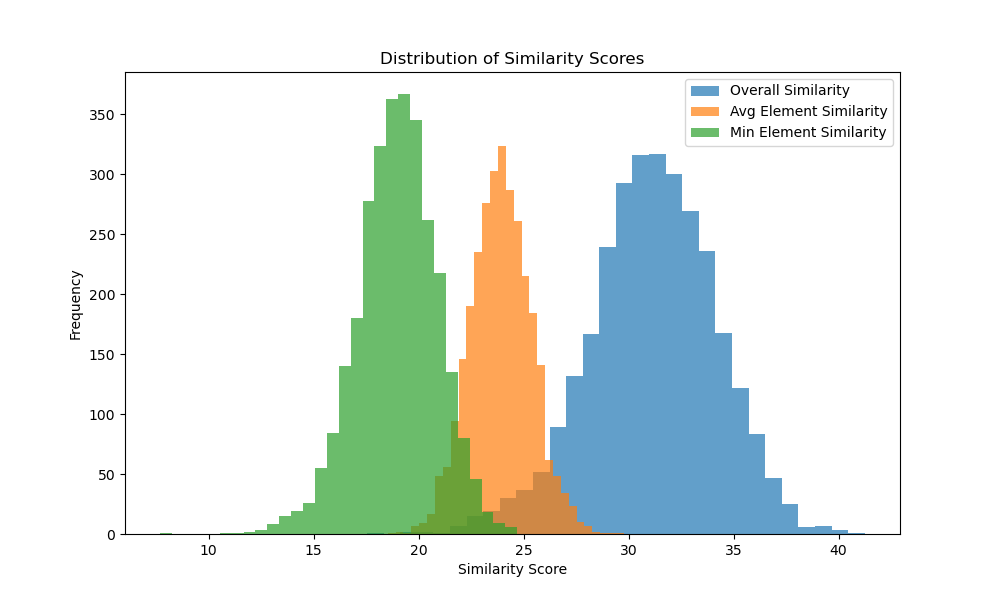 Distribution of Similarity Scores
Overall Similarity
Avg Element Similarity
Min Element Similarity
Frequency
350
300
250
200
150
100
50
0
10 15 20 25 30 35 40
Similarity Score